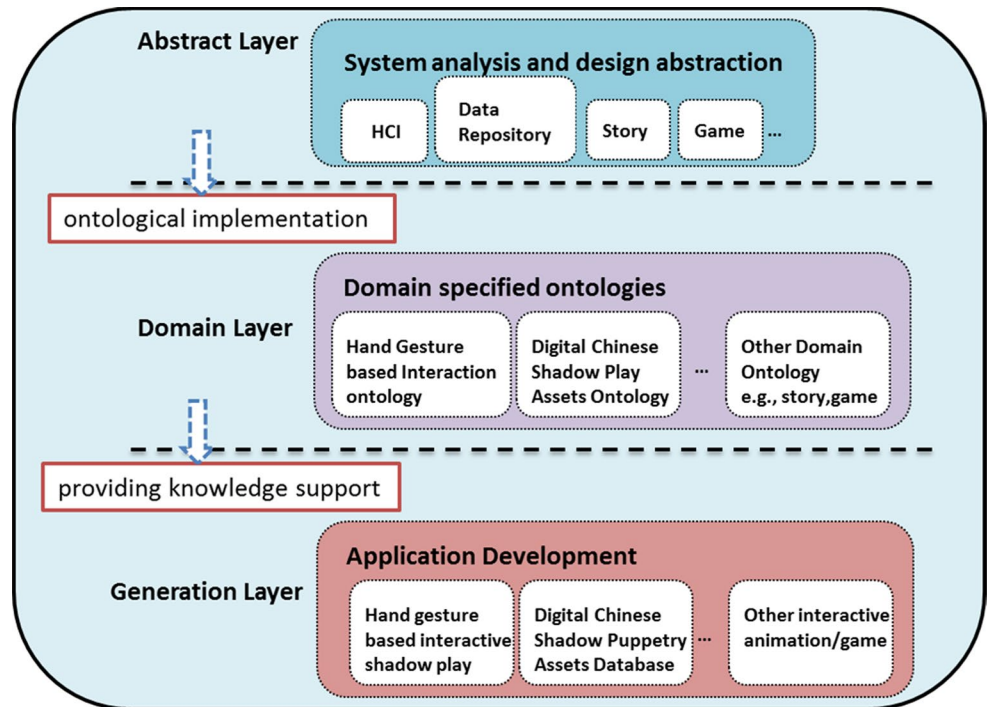 Abstract Layer
System analysis and design abstraction
HCI
Data
Repository
Story
Game
...
ontological implementation
Domain Layer
Domain specified ontologies
Hand Gesture
based Interaction
ontology
Digital Chinese
Shadow Play
Assets Ontology
...
Other Domain
Ontology
e.g., story,game
providing knowledge support
Generation Layer
Application Development
Hand gesture
based interactive
shadow play
Digital Chinese
Shadow Puppetry
Assets Database
...
Other interactive
animation/game